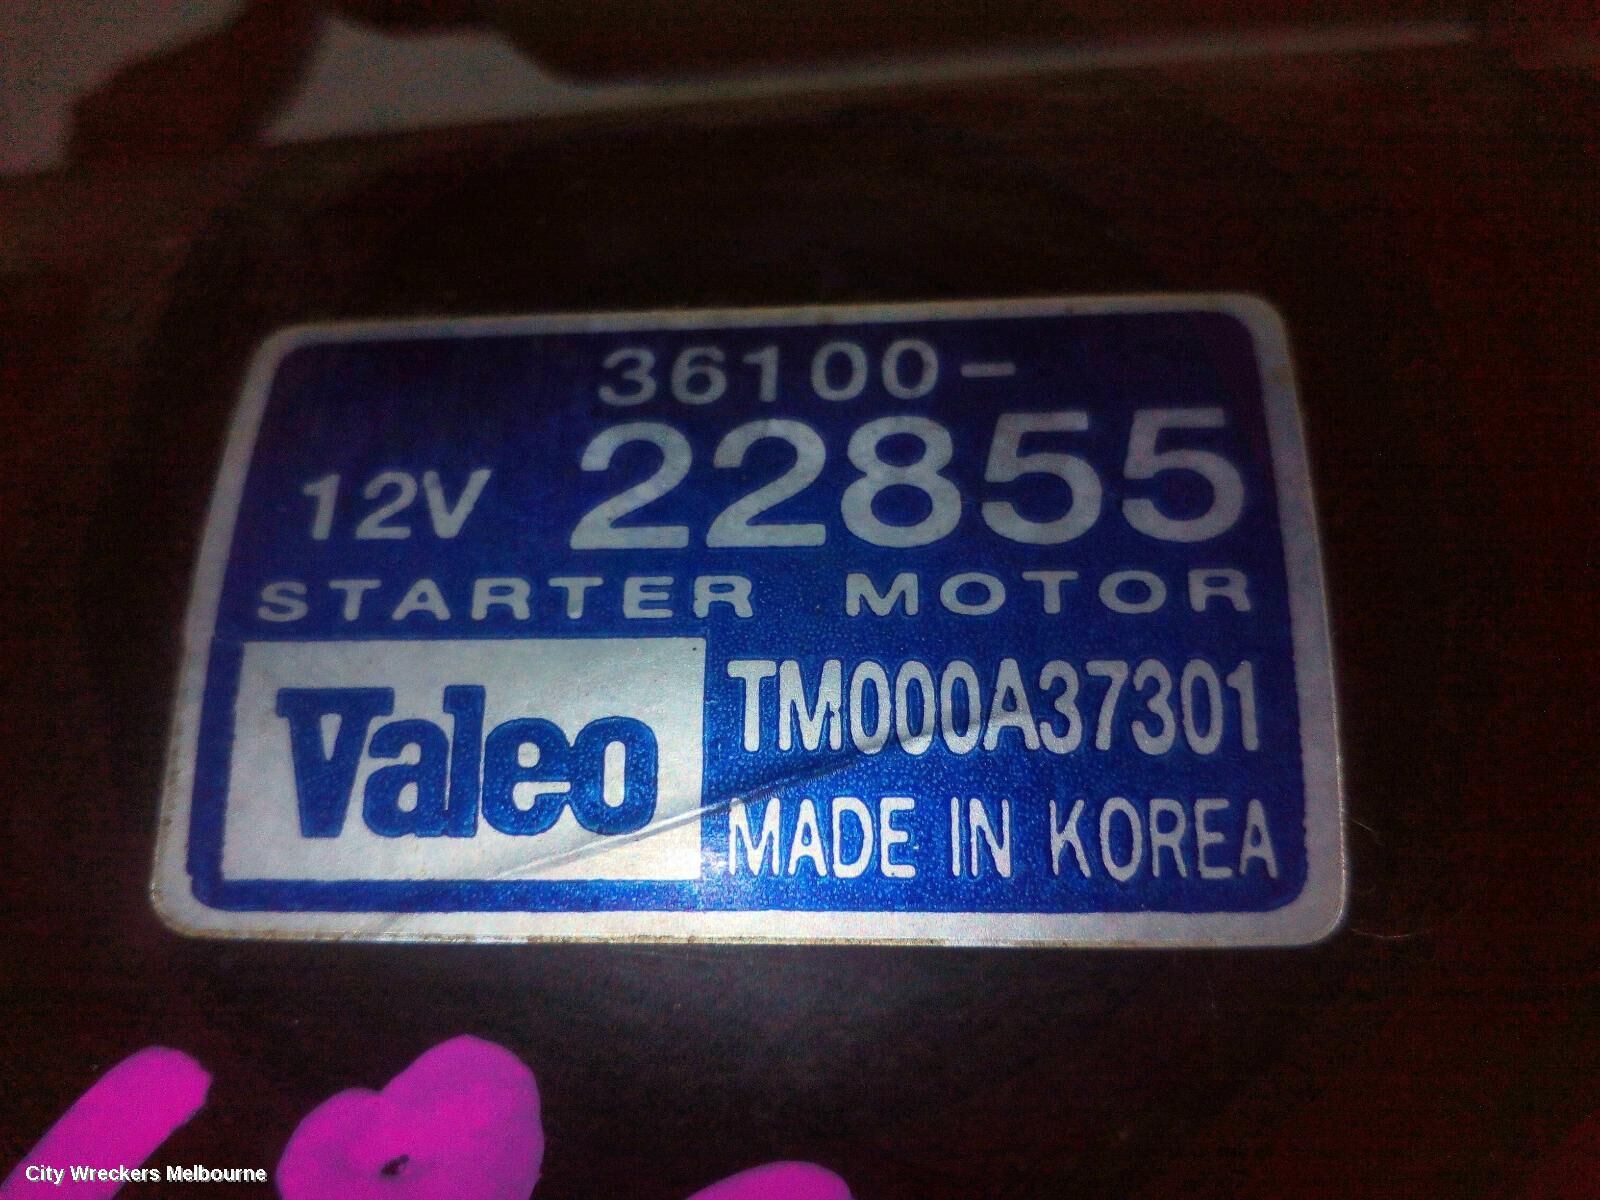 36100-
12V 22855
STARTER MOTOR
Valeo
TM000A37301
MADE IN KOREA
City Wreckers Melbourne